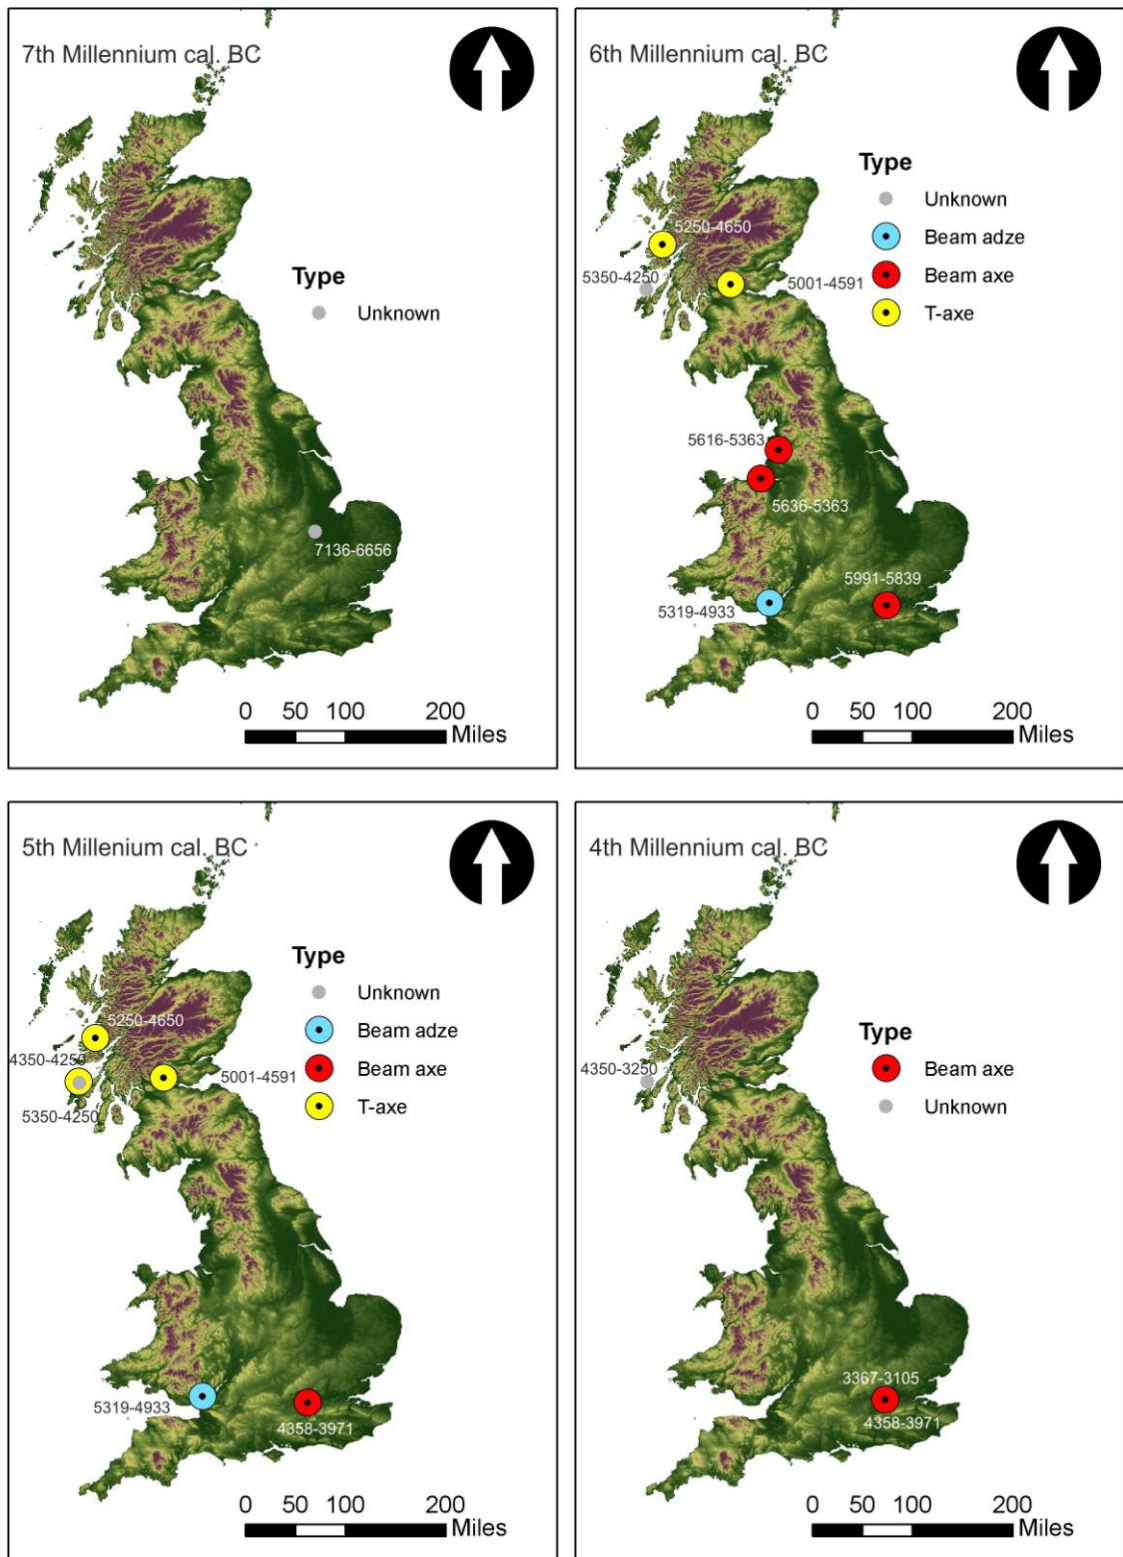 7th Millennium cal. BC
Type
Unknown
7136-6656
0 50 100 200
Miles
6th Millennium cal. BC
Type
Unknown
Beam adze
Beam axe
T-axe
5250-4650
5350-4250
5001-4591
5616-5363
5636-5363
5991-5839
5319-4933
0 50 100 200
Miles
5th Millenium cal. BC
Type
Unknown
Beam adze
Beam axe
T-axe
5250-4650
4350-4250
5001-4591
5350-4250
5319-4933
4358-3971
0 50 100 200
Miles
4th Millennium cal. BC
Type
Beam axe
Unknown
4350-3250
3367-3105
4358-3971
0 50 100 200
Miles